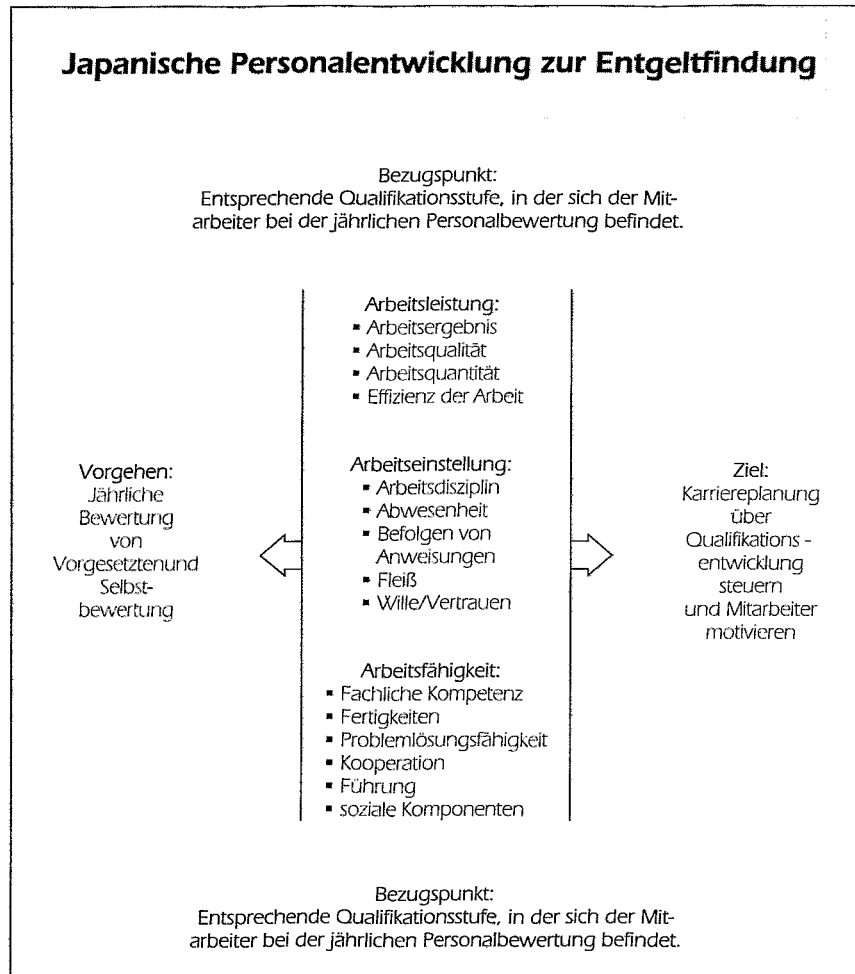 Japanische Personalentwicklung zur Entgeltfindung
Bezugspunkt:
Entsprechende Qualifikationsstufe, in der sich der Mit-
arbeiter bei der jährlichen Personalbewertung befindet.
Arbeitsleistung:
▪ Arbeitsergebnis
▪ Arbeitsqualität
▪ Arbeitsquantität
▪ Effizienz der Arbeit
Vorgehen:
Jährliche
Bewertung
von
Vorgesetztenund
Selbst-
bewertung
Arbeitseinstellung:
▪ Arbeitsdisziplin
▪ Abwesenheit
▪ Befolgen von
Anweisungen
▪ Fleiß
▪ Wille/Vertrauen
Ziel:
Karriereplanung
über
Qualifikations -
entwicklung
steuern
und Mitarbeiter
motivieren
Arbeitsfähigkeit:
▪ Fachliche Kompetenz
▪ Fertigkeiten
▪ Problemlösungsfähigkeit
▪ Kooperation
▪ Führung
▪ soziale Komponenten
Bezugspunkt:
Entsprechende Qualifikationsstufe, in der sich der Mit-
arbeiter bei der jährlichen Personalbewertung befindet.